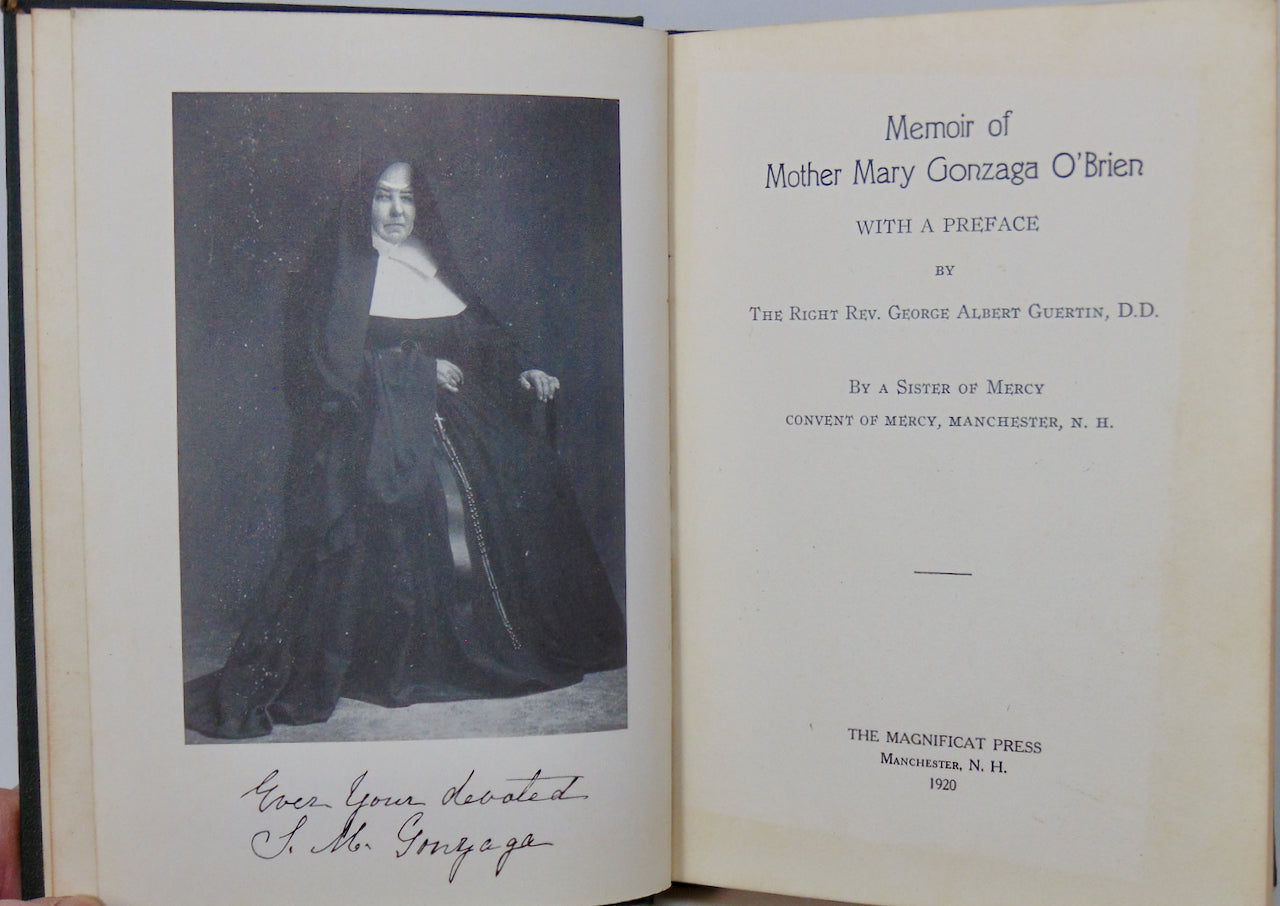 Ever Your devoted
S. M. Gonzaga
Memoir of
Mother Mary Gonzaga O'Brien
WITH A PREFACE
BY
THE RIGHT REV. GEORGE ALBERT GUERTIN, D.D.
BY A SISTER OF MERCY
CONVENT OF MERCY, MANCHESTER, N. H.
THE MAGNIFICAT PRESS
MANCHESTER, N. H.
1920